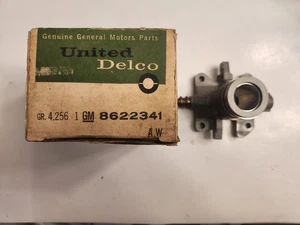 Genuine General Motors Parts
United
Delco
GR. 4.256 1 GM 8622341
A.W